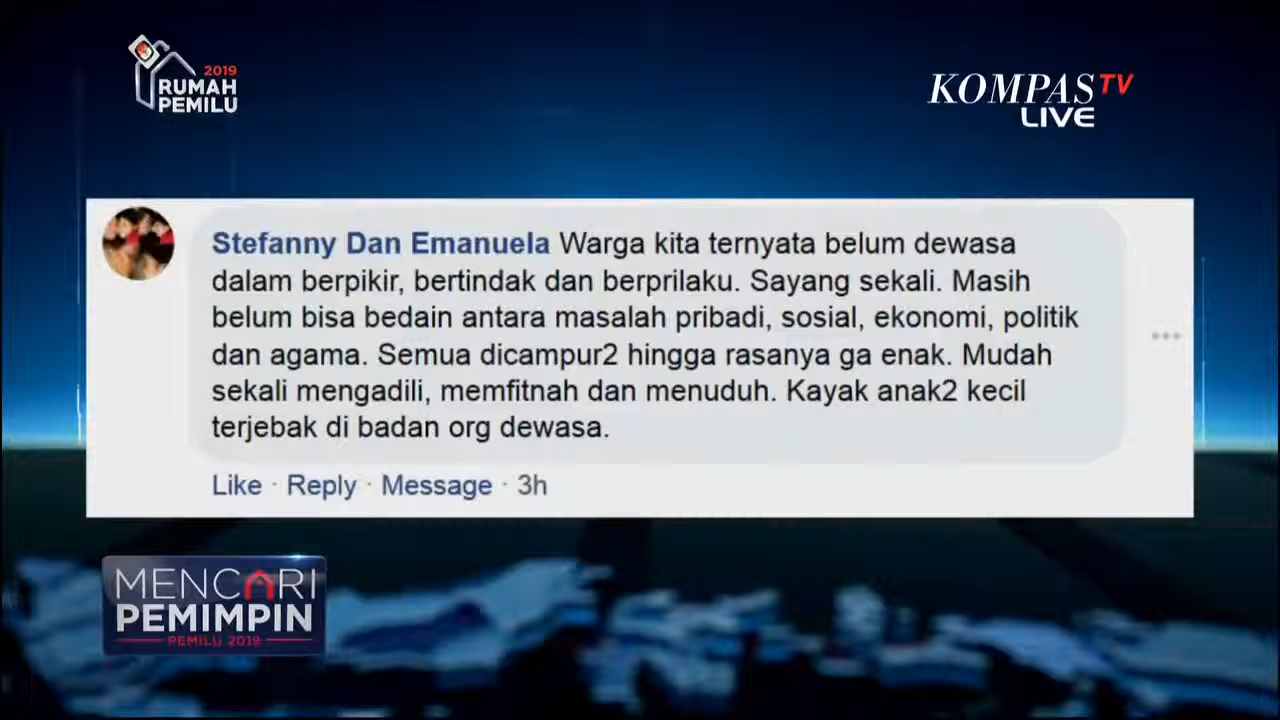 2019
RUMAH
PEMILU
KOMPAS TV
LIVE
Stefanny Dan Emanuela Warga kita ternyata belum dewasa
dalam berpikir, bertindak dan berprilaku. Sayang sekali. Masih
belum bisa bedain antara masalah pribadi, sosial, ekonomi, politik
dan agama. Semua dicampur2 hingga rasanya ga enak. Mudah
sekali mengadili, memfitnah dan menuduh. Kayak anak2 kecil
terjebak di badan org dewasa.
Like · Reply · Message · 3h
MENCARI
PEMIMPIN
PEMILU 2019